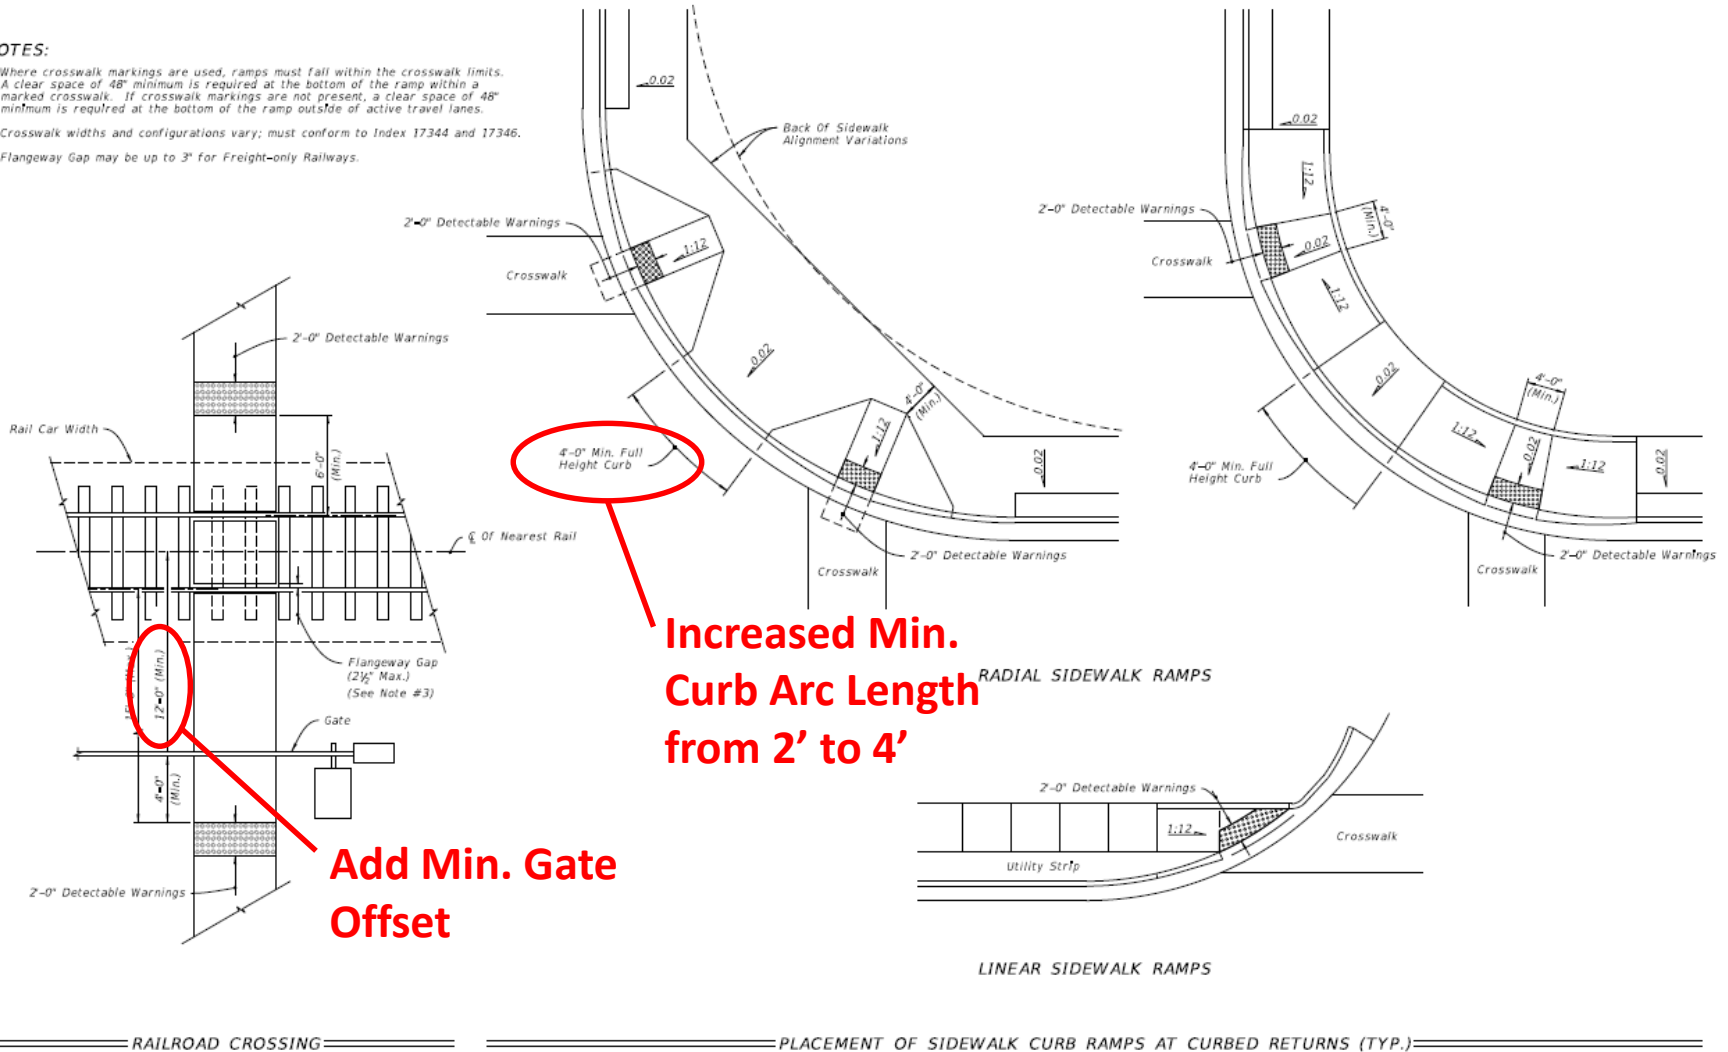 OTES:
Where crosswalk markings are used, ramps must fall within the crosswalk limits.
A clear space of 48" minimum is required at the bottom of the ramp within a
marked crosswalk. If crosswalk markings are not present, a clear space of 48"
minimum is required at the bottom of the ramp outside of active travel lanes.
Crosswalk widths and configurations vary; must conform to Index 17344 and 17346.
Flangeway Gap may be up to 3" for Freight-only Railways.
2'-0" Detectable Warnings
Rail Car Width
6'-0"
(Min.)
℄ Of Nearest Rail
12'-0" (Min.)
Flangeway Gap
(2½" Max.)
(See Note #3)
Gate
4'-0"
(Min.)
2'-0" Detectable Warnings
Add Min. Gate
Offset
RAILROAD CROSSING
0.02
Back Of Sidewalk
Alignment Variations
2'-0" Detectable Warnings
1:12
Crosswalk
0.02
4'-0"
(Min.)
4'-0" Min. Full
Height Curb
1:12
0.02
2'-0" Detectable Warnings
Crosswalk
Increased Min.
Curb Arc Length
from 2’ to 4’
0.02
1:12
2'-0" Detectable Warnings
4'-0"
(Min.)
0.02
Crosswalk
1:12
0.02
4'-0"
(Min.)
4'-0" Min. Full
Height Curb
1:12
0.02
1:12
0.02
2'-0" Detectable Warnings
Crosswalk
RADIAL SIDEWALK RAMPS
2'-0" Detectable Warnings
1:12
Crosswalk
Utility Strip
LINEAR SIDEWALK RAMPS
PLACEMENT OF SIDEWALK CURB RAMPS AT CURBED RETURNS (TYP.)